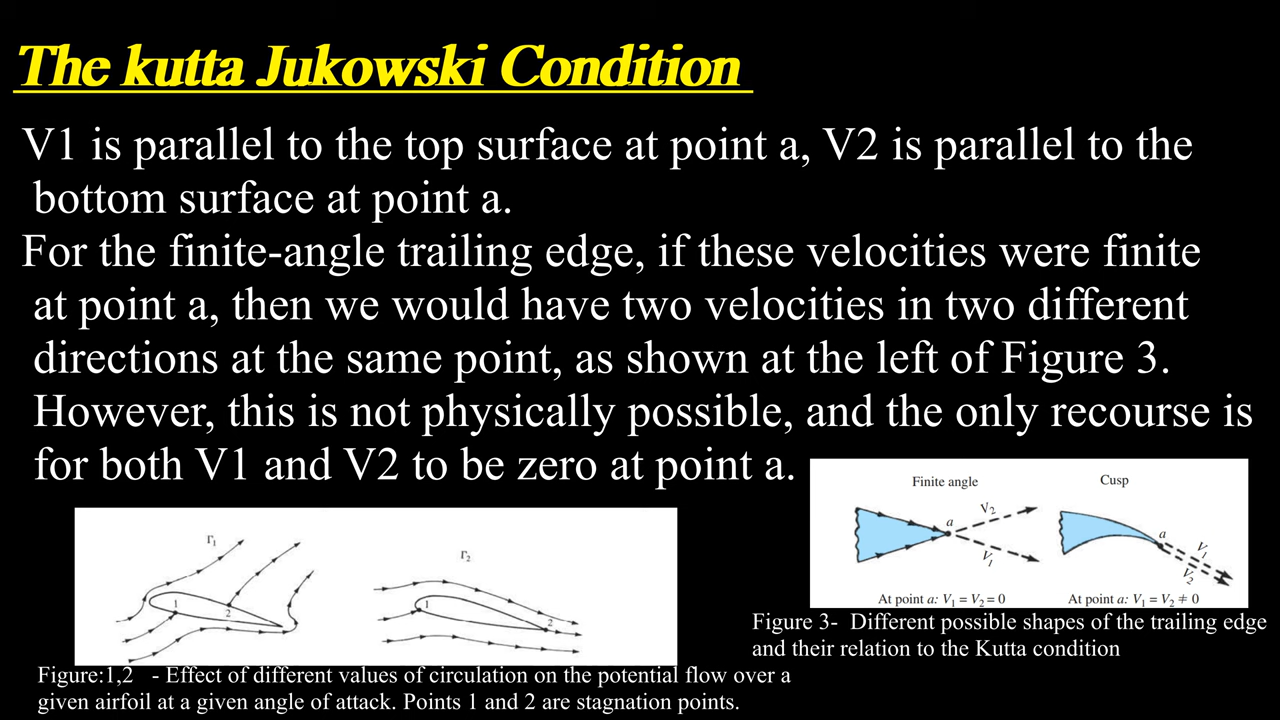 The kutta Jukowski Condition
V1 is parallel to the top surface at point a, V2 is parallel to the
bottom surface at point a.
For the finite-angle trailing edge, if these velocities were finite
at point a, then we would have two velocities in two different
directions at the same point, as shown at the left of Figure 3.
However, this is not physically possible, and the only recourse is
for both V1 and V2 to be zero at point a.
Finite angle
Cusp
a
V₂
V₁
a
V₁
V₂
At point a: V₁ = V₂ = 0
At point a: V₁ = V₂ ≠ 0
Figure 3- Different possible shapes of the trailing edge
and their relation to the Kutta condition
Γ₁
1
2
Γ₂
1
2
Figure:1,2 - Effect of different values of circulation on the potential flow over a
given airfoil at a given angle of attack. Points 1 and 2 are stagnation points.